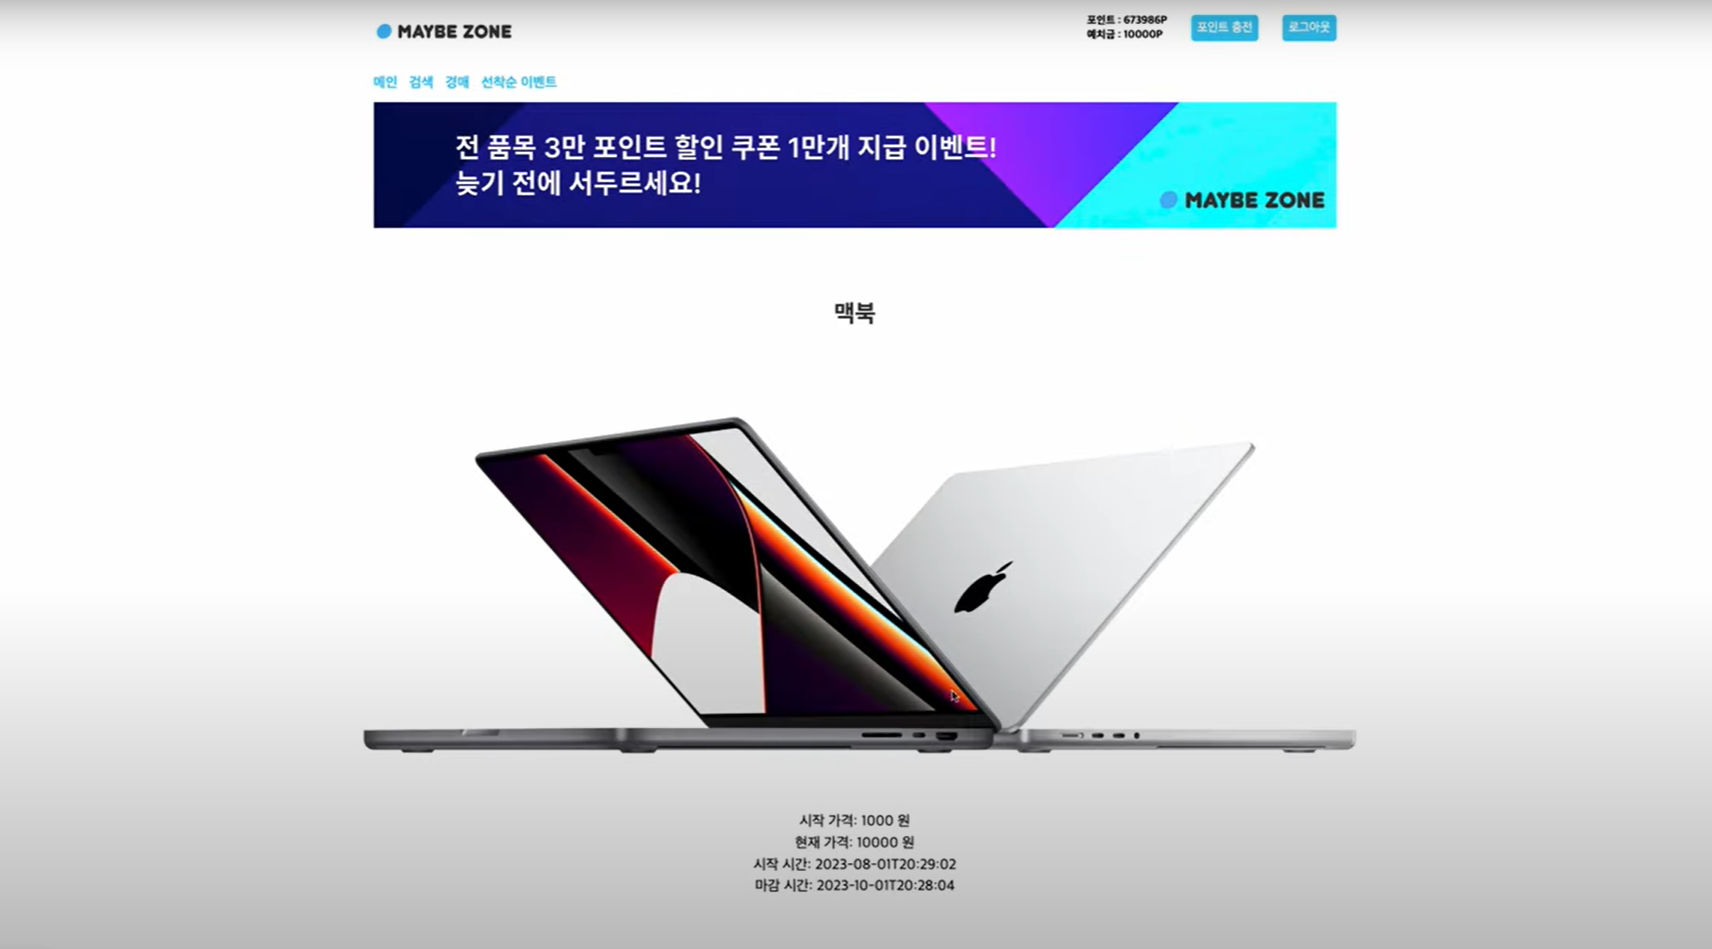 MAYBE ZONE
포인트 : 673986P
예치금 : 10000P
포인트 충전
로그아웃
메인 검색 경매 선착순 이벤트
전 품목 3만 포인트 할인 쿠폰 1만개 지급 이벤트!
늦기 전에 서두르세요!
MAYBE ZONE
맥북
시작 가격: 1000 원
현재 가격: 10000 원
시작 시간: 2023-08-01T20:29:02
마감 시간: 2023-10-01T20:28:04